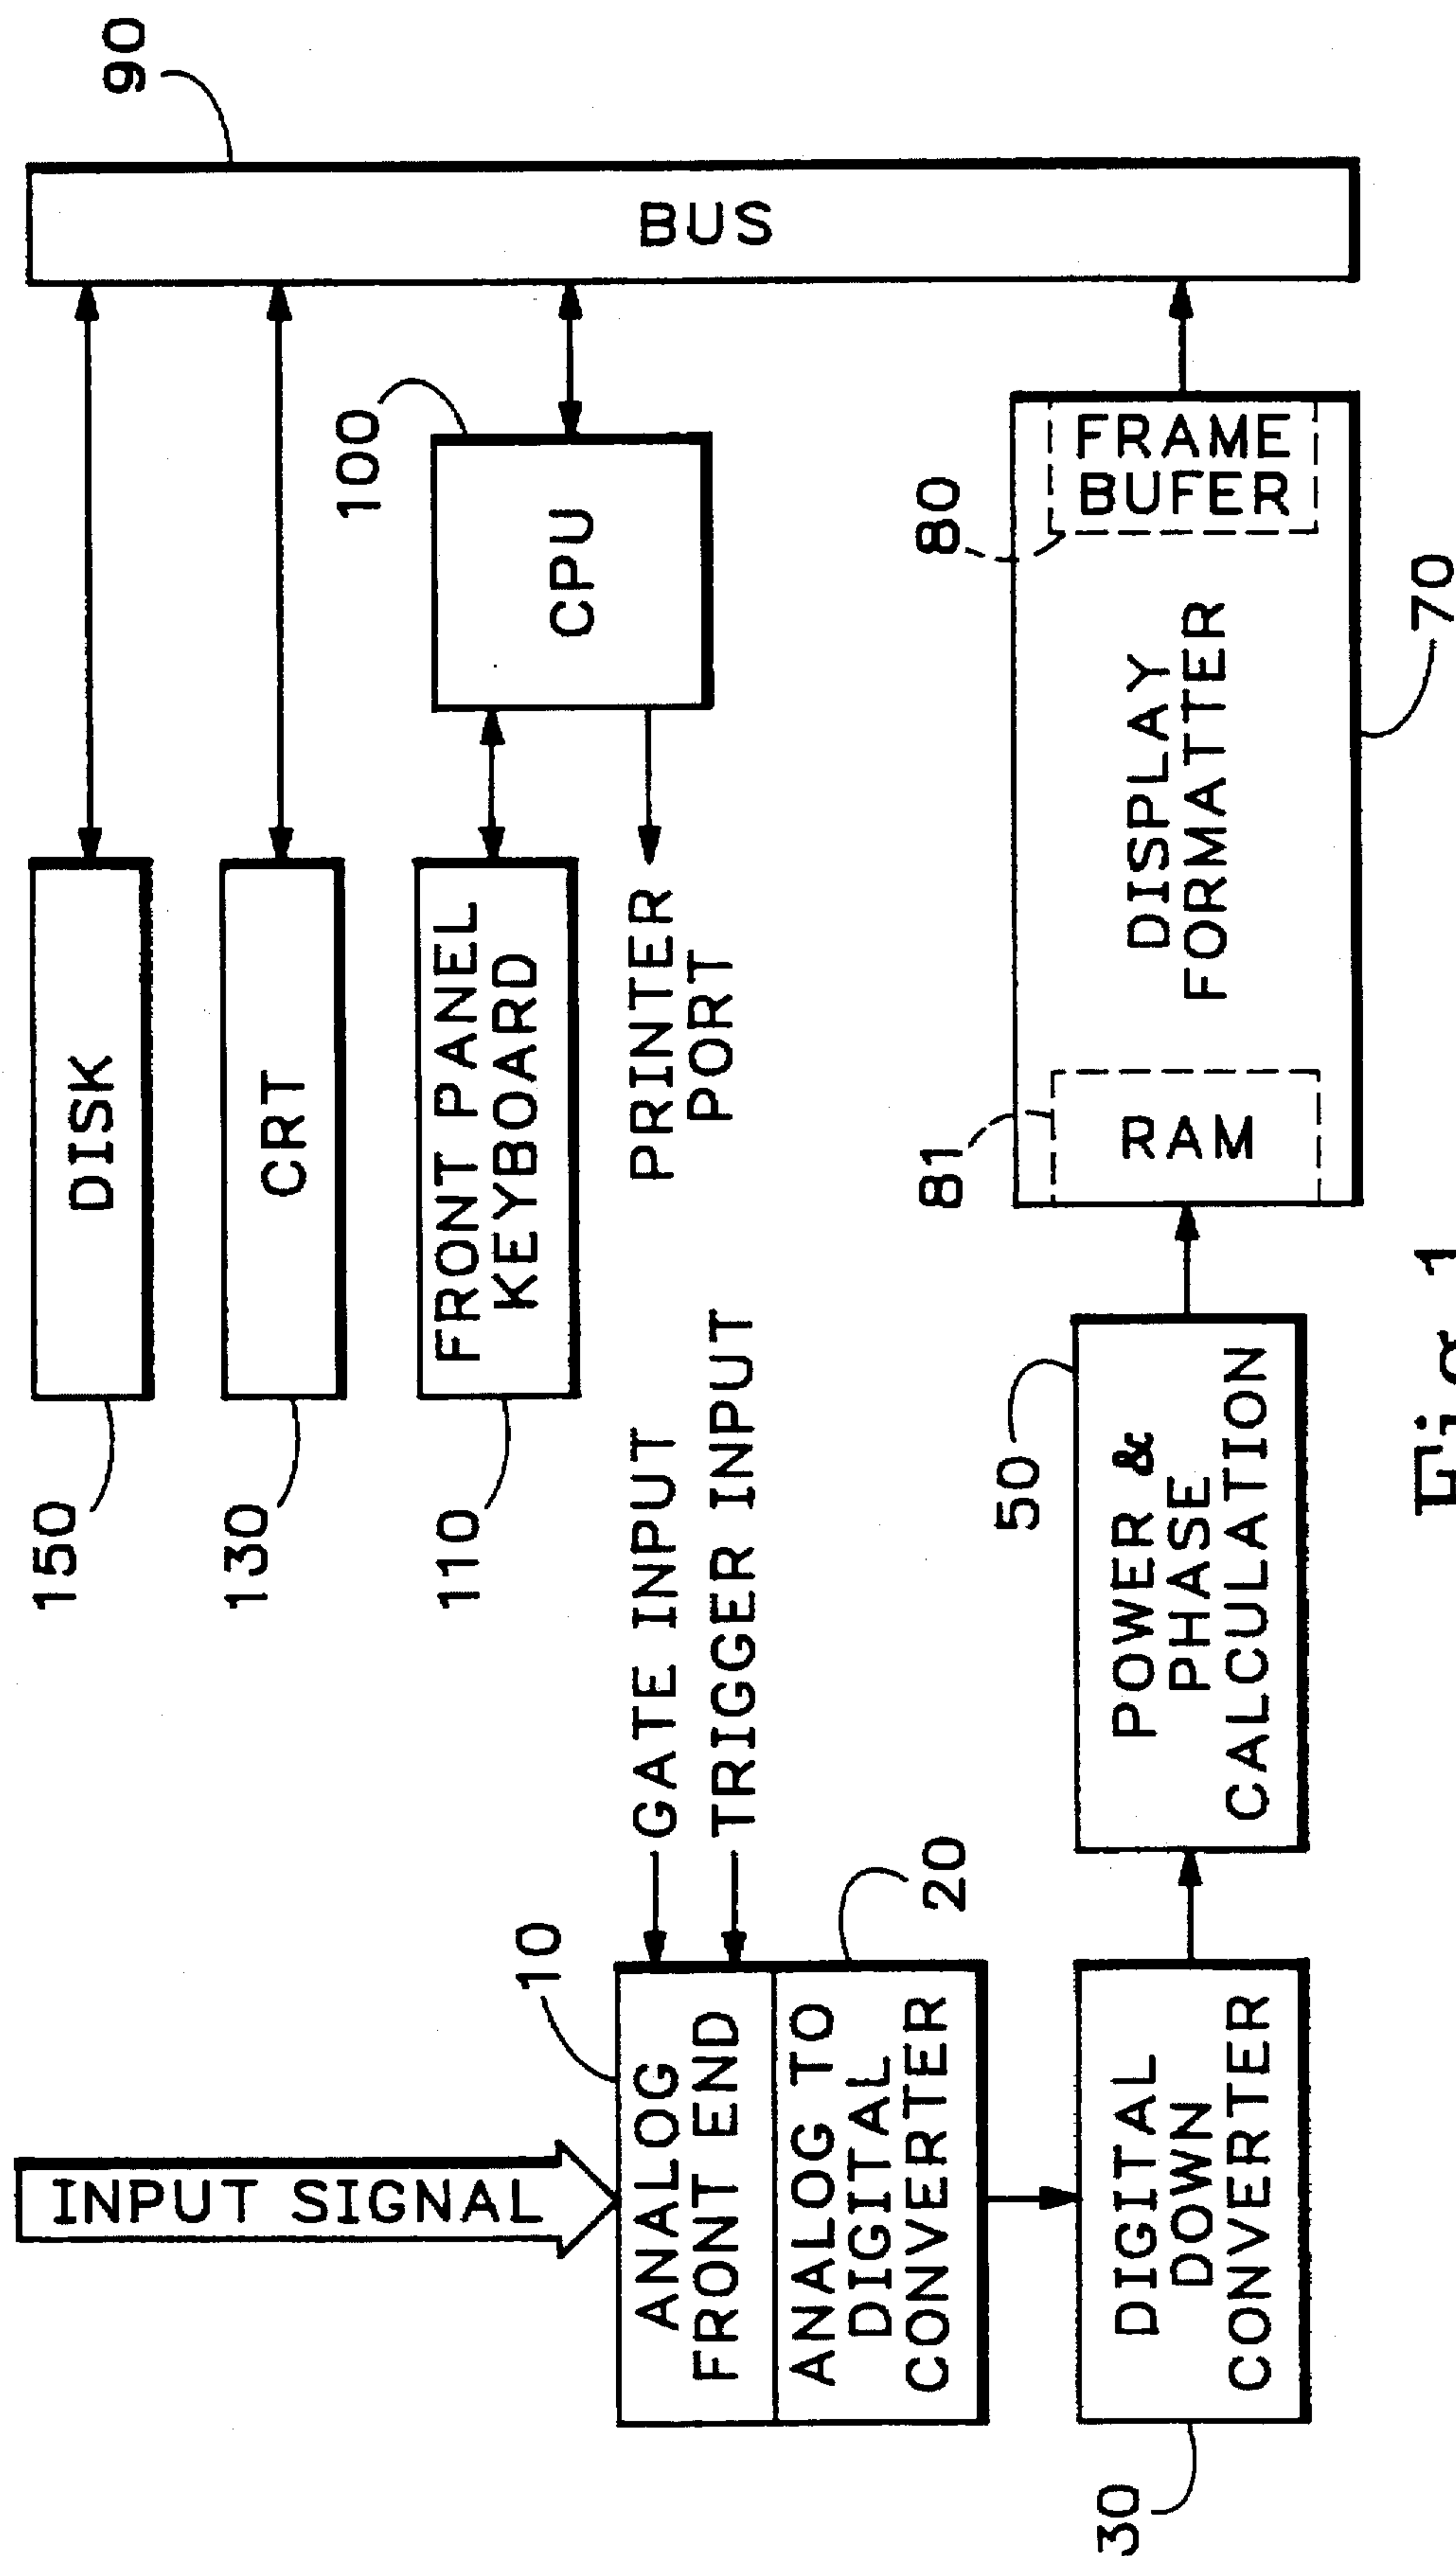 INPUT SIGNAL
150
DISK
90
130
CRT
110
FRONT PANEL
KEYBOARD
100
CPU
BUS
PRINTER
PORT
GATE INPUT
TRIGGER INPUT
10
ANALOG
FRONT END
20
ANALOG TO
DIGITAL
CONVERTER
30
DIGITAL
DOWN
CONVERTER
50
POWER &
PHASE
CALCULATION
81
RAM
DISPLAY
FORMATTER
80
FRAME
BUFER
70
Fig. 1